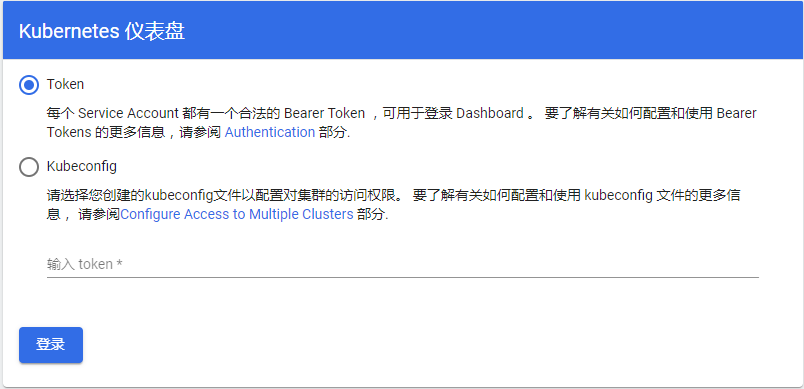 Kubernetes 仪表盘
Token
每个 Service Account 都有一个合法的 Bearer Token ，可用于登录 Dashboard 。 要了解有关如何配置和使用 Bearer
Tokens 的更多信息，请参阅 Authentication 部分.
Kubeconfig
请选择您创建的kubeconfig文件以配置对集群的访问权限。 要了解有关如何配置和使用 kubeconfig 文件的更多信
息， 请参阅Configure Access to Multiple Clusters 部分.
输入 token *
登录